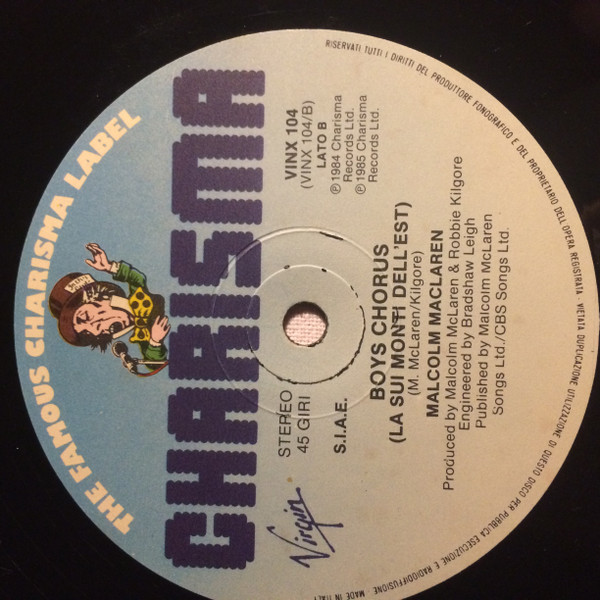 THE FAMOUS CHARISMA LABEL
CHARISMA
VINX 104
(VINX 104/B)
LATO B
℗ 1984 Charisma
Records Ltd.
℗ 1985 Charisma
Records Ltd.
STEREO
45 GIRI
S.I.A.E.
Virgin
BOYS CHORUS
(LA SUI MONTI DELL'EST)
(M. McLaren/Kilgore)
MALCOLM MACLAREN
Produced by Malcolm McLaren & Robbie Kilgore
Engineered by Bradshaw Leigh
Published by Malcolm McLaren
Songs Ltd./CBS Songs Ltd.
RISERVATI TUTTI I DIRITTI DEL PRODUTTORE FONOGRAFICO E DEL PROPRIETARIO DELL'OPERA REGISTRATA · VIETATA DUPLICAZIONE UTILIZZAZIONE DI QUESTO DISCO PER PUBBLICA ESECUZIONE E RADIODIFFUSIONE · MADE IN ITALY